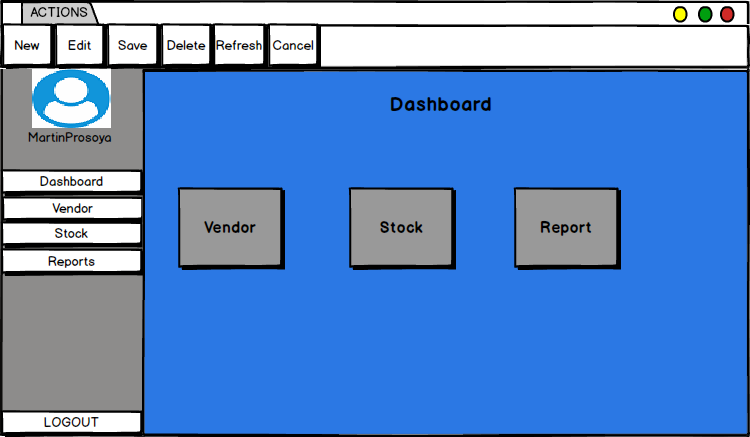 ACTIONS
New Edit Save Delete Refresh Cancel
MartinProsoya
Dashboard
Vendor
Stock
Reports
LOGOUT
Dashboard
Vendor Stock Report